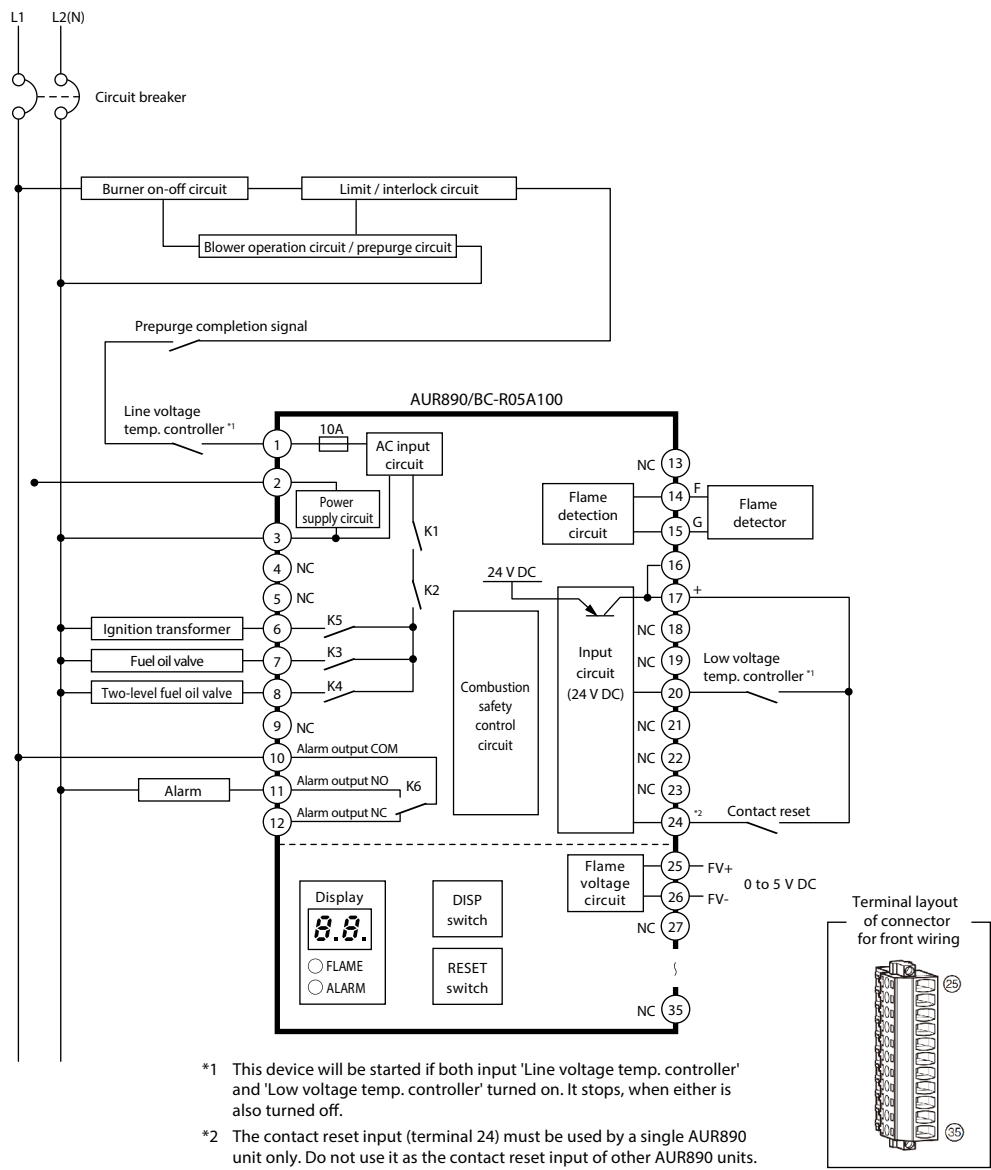 L1
L2(N)
Circuit breaker
Burner on-off circuit
Limit / interlock circuit
Blower operation circuit / prepurge circuit
Prepurge completion signal
AUR890/BC-R05A100
Line voltage
temp. controller *1
1
10A
AC input
circuit
2
Power
supply circuit
3
K1
4
NC
K2
5
NC
Ignition transformer
6
K5
Fuel oil valve
7
K3
Two-level fuel oil valve
8
K4
9
NC
10
Alarm output COM
Alarm
11
Alarm output NO
K6
12
Alarm output NC
NC
13
Flame
detection
circuit
14
F
15
G
Flame
detector
16
24 V DC
17
+
NC
18
NC
19
Input
circuit
(24 V DC)
Combustion
safety
control
circuit
Low voltage
temp. controller *1
20
NC
21
NC
22
NC
23
24
*2
Contact reset
Flame
voltage
circuit
25
FV+
26
FV-
0 to 5 V DC
NC
27
NC
35
Display
8.8.
FLAME
ALARM
DISP
switch
RESET
switch
Terminal layout
of connector
for front wiring
25
35
*1 This device will be started if both input 'Line voltage temp. controller'
and 'Low voltage temp. controller' turned on. It stops, when either is
also turned off.
*2 The contact reset input (terminal 24) must be used by a single AUR890
unit only. Do not use it as the contact reset input of other AUR890 units.